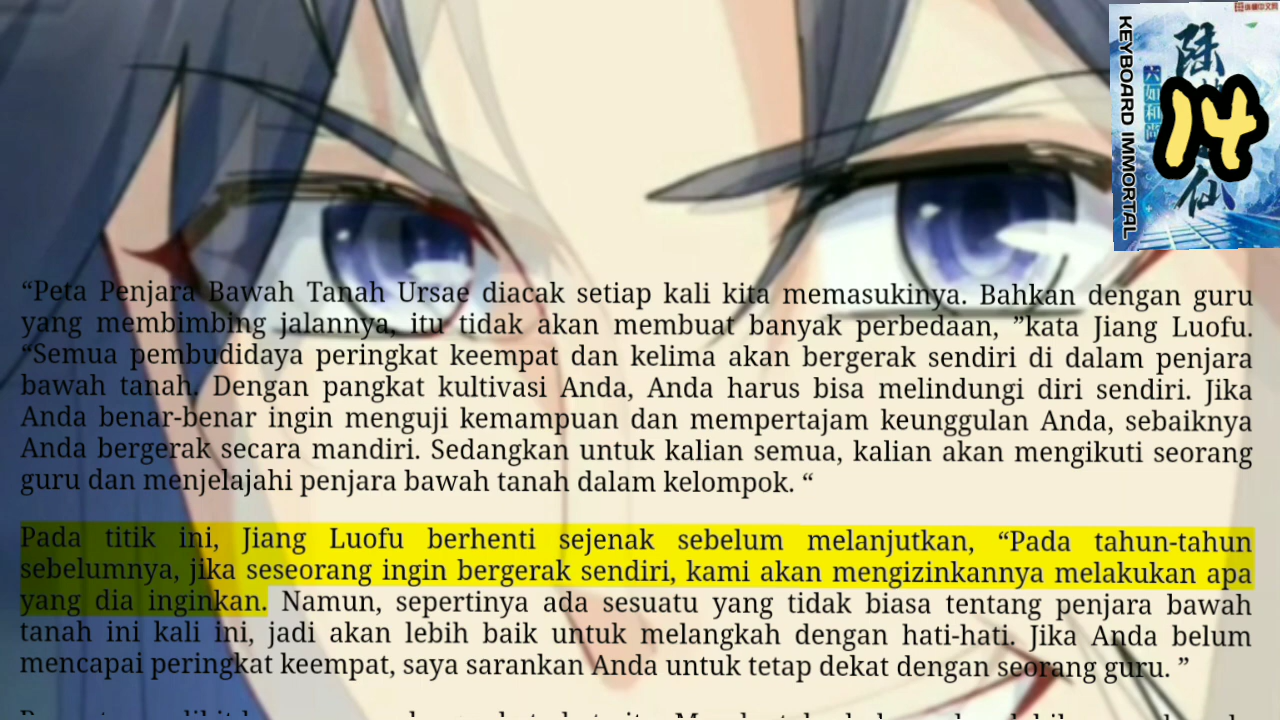 “Peta Penjara Bawah Tanah Ursae diacak setiap kali kita memasukinya. Bahkan dengan guru
yang membimbing jalannya, itu tidak akan membuat banyak perbedaan, ”kata Jiang Luofu.
“Semua pembudidaya peringkat keempat dan kelima akan bergerak sendiri di dalam penjara
bawah tanah. Dengan pangkat kultivasi Anda, Anda harus bisa melindungi diri sendiri. Jika
Anda benar-benar ingin menguji kemampuan dan mempertajam keunggulan Anda, sebaiknya
Anda bergerak secara mandiri. Sedangkan untuk kalian semua, kalian akan mengikuti seorang
guru dan menjelajahi penjara bawah tanah dalam kelompok. “
Pada titik ini, Jiang Luofu berhenti sejenak sebelum melanjutkan, “Pada tahun-tahun
sebelumnya, jika seseorang ingin bergerak sendiri, kami akan mengizinkannya melakukan apa
yang dia inginkan. Namun, sepertinya ada sesuatu yang tidak biasa tentang penjara bawah
tanah ini kali ini, jadi akan lebih baik untuk melangkah dengan hati-hati. Jika Anda belum
mencapai peringkat keempat, saya sarankan Anda untuk tetap dekat dengan seorang guru. ”
KEYBOARD IMMORTAL
陆
仙
六如和尚
14